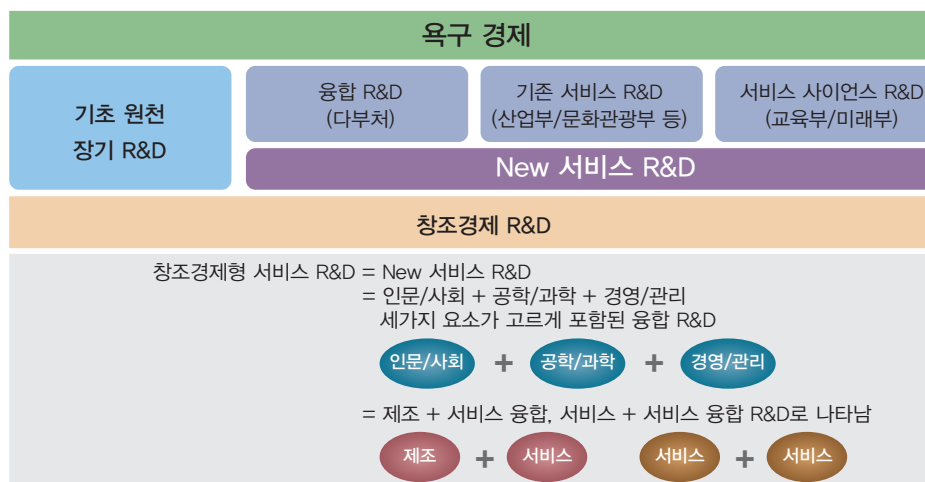 욕구 경제
기초 원천
장기 R&D
융합 R&D
(다부처)
기존 서비스 R&D
(산업부/문화관광부 등)
서비스 사이언스 R&D
(교육부/미래부)
New 서비스 R&D
창조경제 R&D
창조경제형 서비스 R&D = New 서비스 R&D
= 인문/사회 + 공학/과학 + 경영/관리
세가지 요소가 고르게 포함된 융합 R&D
인문/사회 + 공학/과학 + 경영/관리
= 제조 + 서비스 융합, 서비스 + 서비스 융합 R&D로 나타남
제조 + 서비스 서비스 + 서비스